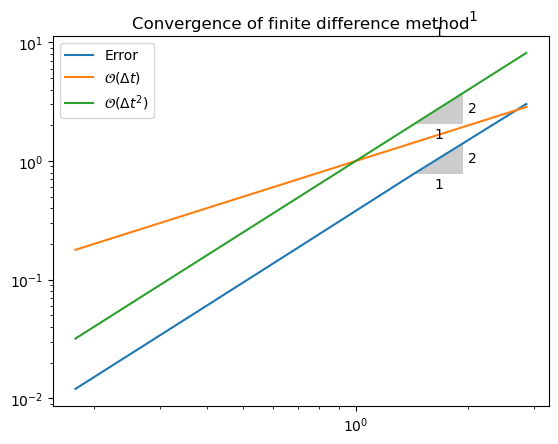 1
Convergence of finite difference method
1
10¹
Error
𝒪(Δt)
𝒪(Δt²)
2
1
10⁰
2
1
10⁻¹
10⁻²
10⁰